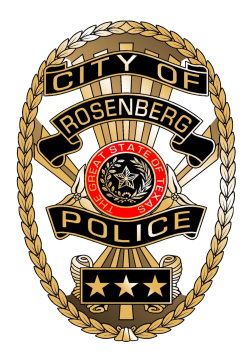 CITY OF
ROSENBERG
THE GREAT STATE OF TEXAS
POLICE